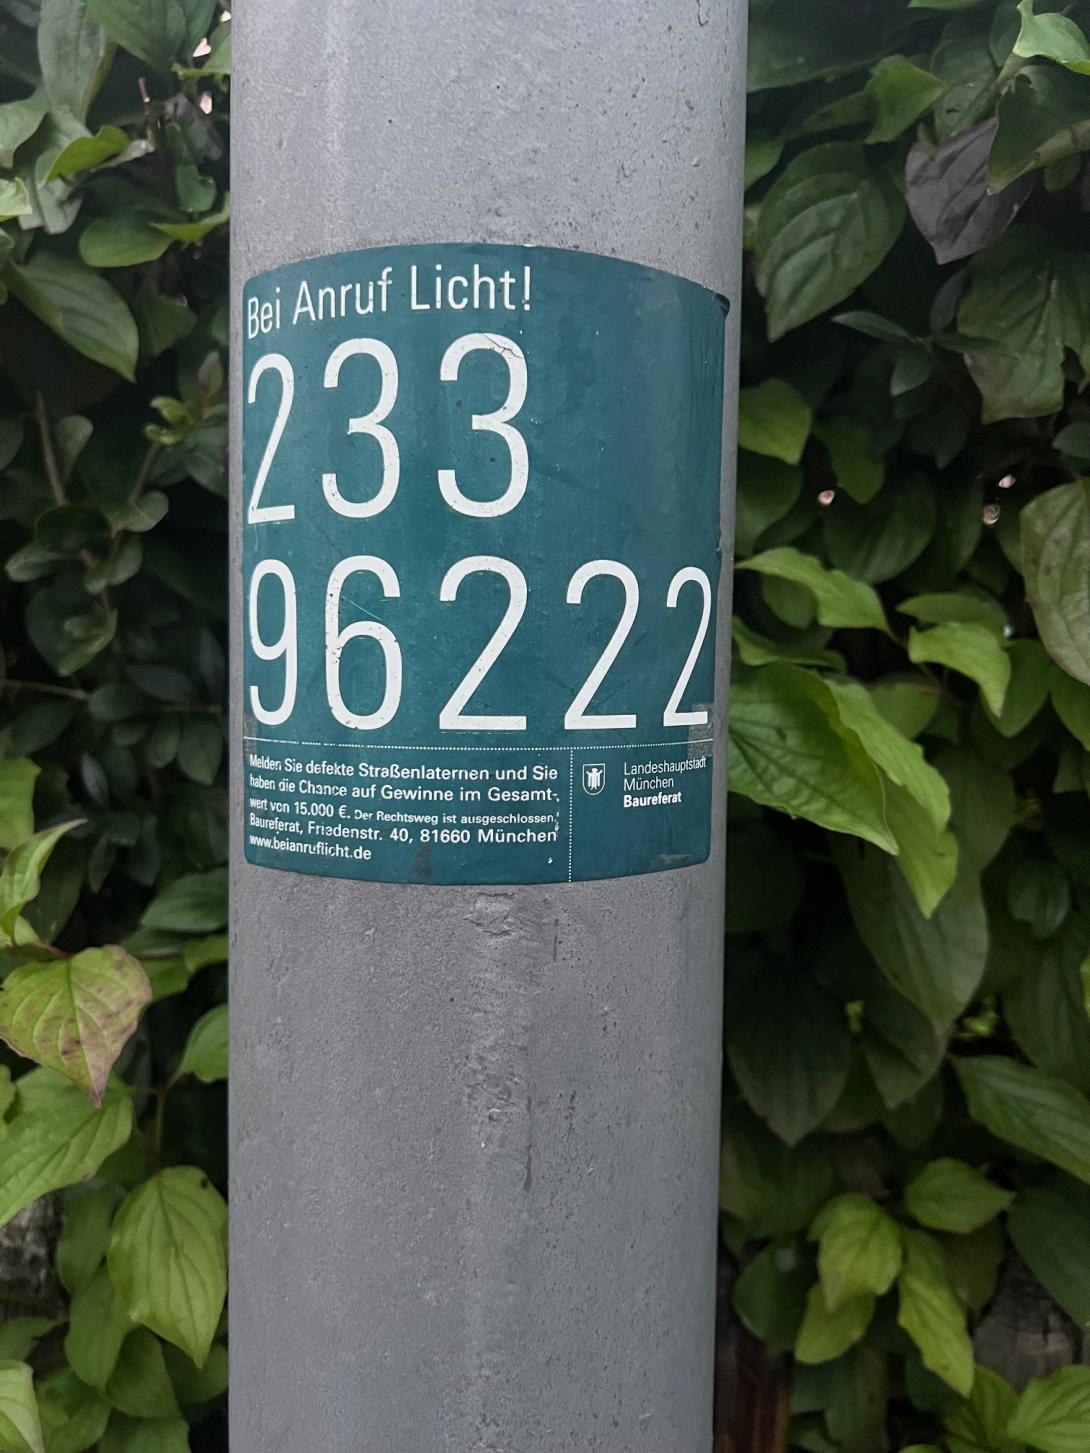 Bei Anruf Licht!
233
96222
Melden Sie defekte Straßenlaternen und Sie
haben die Chance auf Gewinne im Gesamt-
wert von 15.000 €. Der Rechtsweg ist ausgeschlossen.
Baureferat, Friedenstr. 40, 81660 München
www.beianruflicht.de
Landeshauptstadt
München
Baureferat